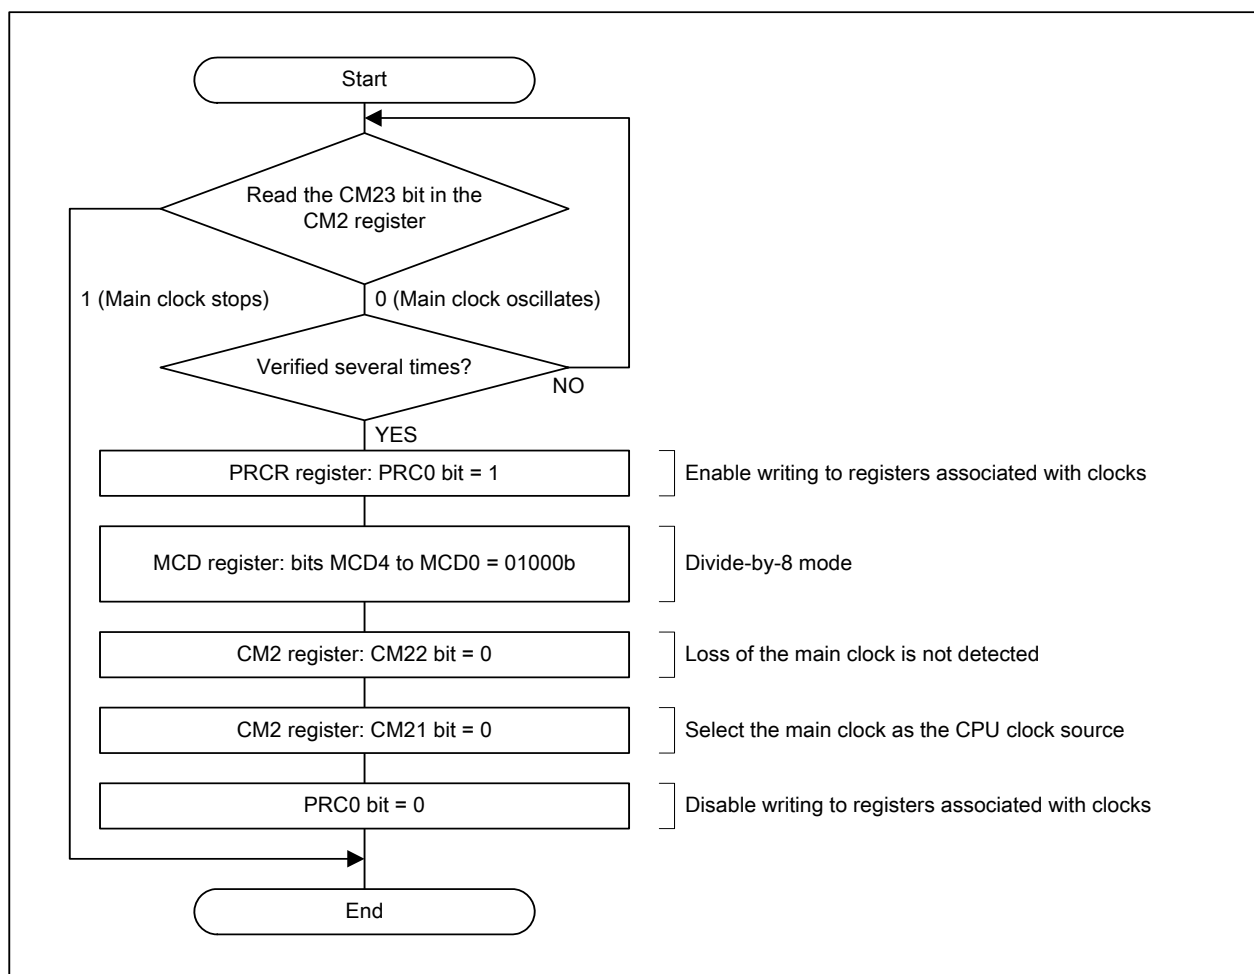 Start
Read the CM23 bit in the
CM2 register
1 (Main clock stops)
0 (Main clock oscillates)
Verified several times?
NO
YES
PRCR register: PRC0 bit = 1
Enable writing to registers associated with clocks
MCD register: bits MCD4 to MCD0 = 01000b
Divide-by-8 mode
CM2 register: CM22 bit = 0
Loss of the main clock is not detected
CM2 register: CM21 bit = 0
Select the main clock as the CPU clock source
PRC0 bit = 0
Disable writing to registers associated with clocks
End